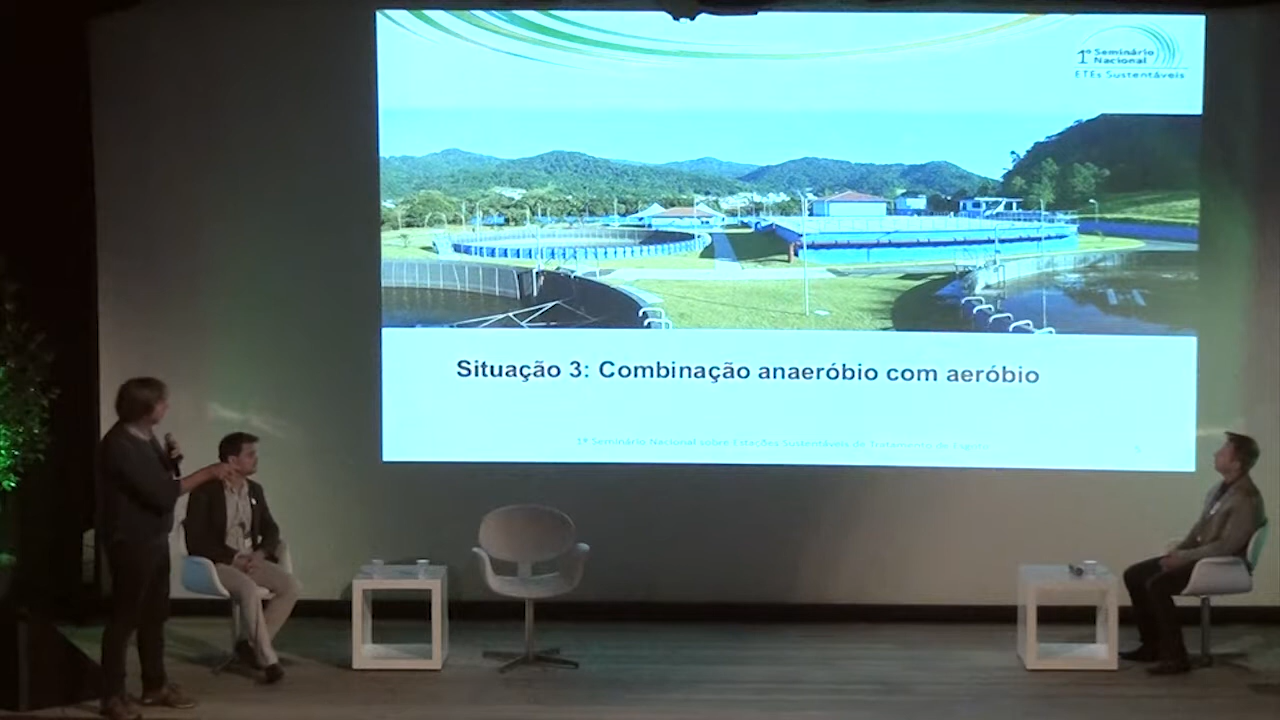 1º Seminário
Nacional
ETEs Sustentáveis
Situação 3: Combinação anaeróbio com aeróbio
1º Seminário Nacional sobre Estações Sustentáveis de Tratamento de Esgoto